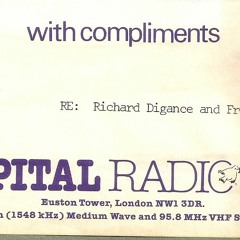 with compliments
RE: Richard Digance and Fr
PITAL RADIO
Euston Tower, London NW1 3DR.
(1548 kHz) Medium Wave and 95.8 MHz VHF S